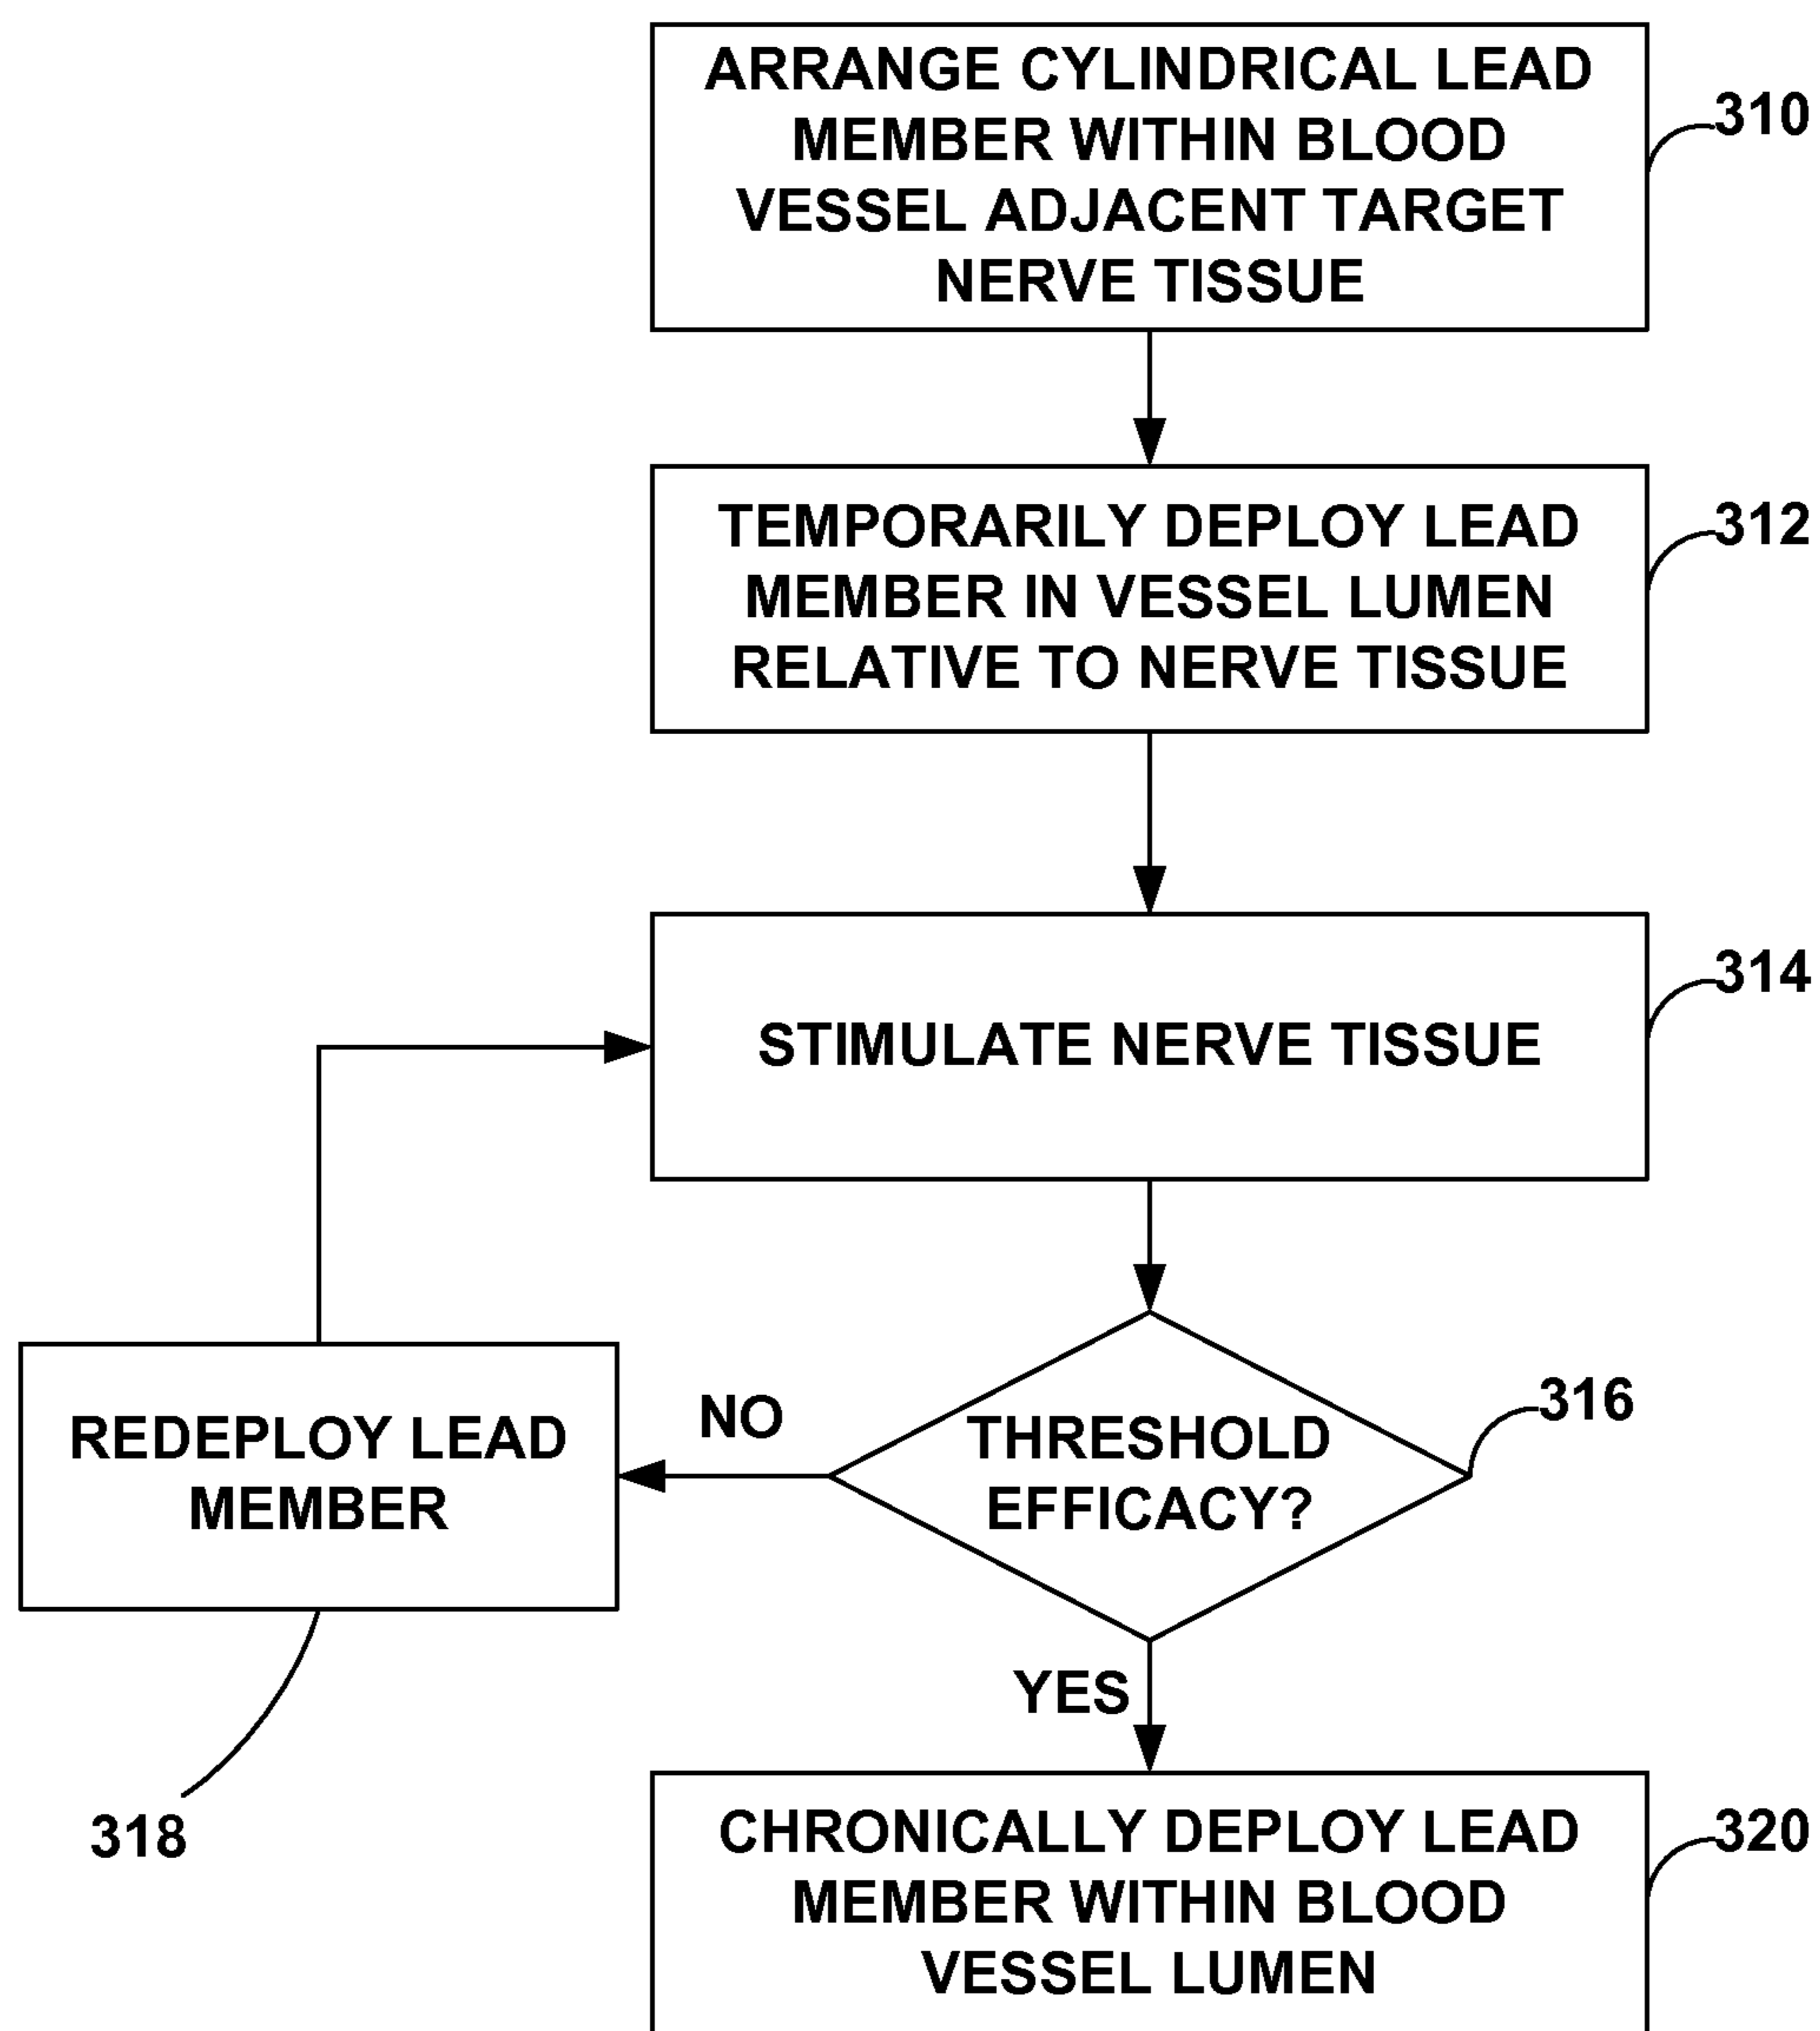 ARRANGE CYLINDRICAL LEAD
MEMBER WITHIN BLOOD
VESSEL ADJACENT TARGET
NERVE TISSUE
310
TEMPORARILY DEPLOY LEAD
MEMBER IN VESSEL LUMEN
RELATIVE TO NERVE TISSUE
312
STIMULATE NERVE TISSUE
314
THRESHOLD
EFFICACY?
316
NO
REDEPLOY LEAD
MEMBER
318
YES
CHRONICALLY DEPLOY LEAD
MEMBER WITHIN BLOOD
VESSEL LUMEN
320